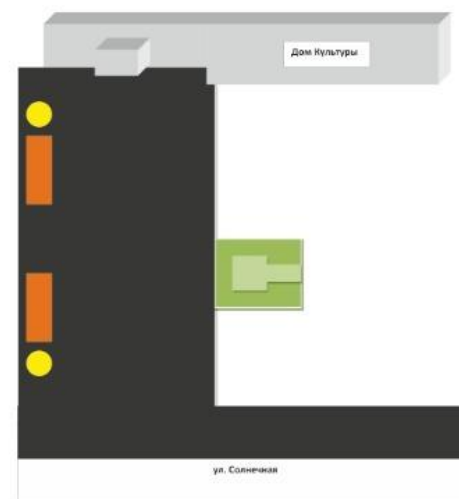 Дом Культуры
ул. Солнечная